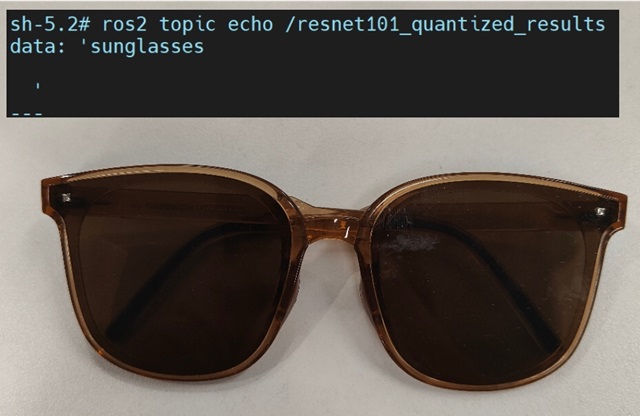 sh-5.2# ros2 topic echo /resnet101_quantized_results
data: 'sunglasses

  '
---